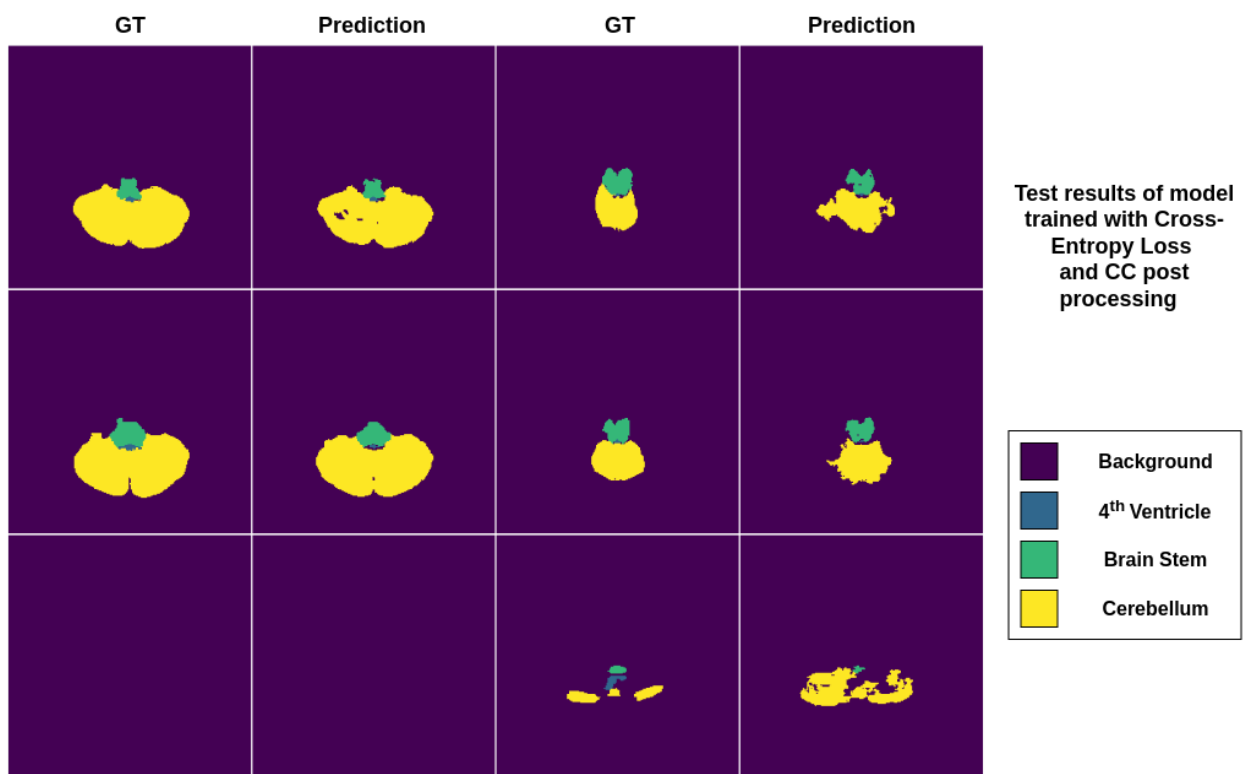 GT Prediction GT Prediction
Test results of model
trained with Cross-
Entropy Loss
and CC post
processing
Background
4th Ventricle
Brain Stem
Cerebellum